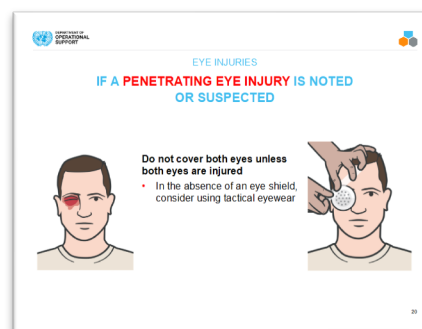 DEPARTMENT OF
OPERATIONAL
SUPPORT
EYE INJURIES
IF A PENETRATING EYE INJURY IS NOTED
OR SUSPECTED
Do not cover both eyes unless
both eyes are injured
• In the absence of an eye shield,
consider using tactical eyewear
29